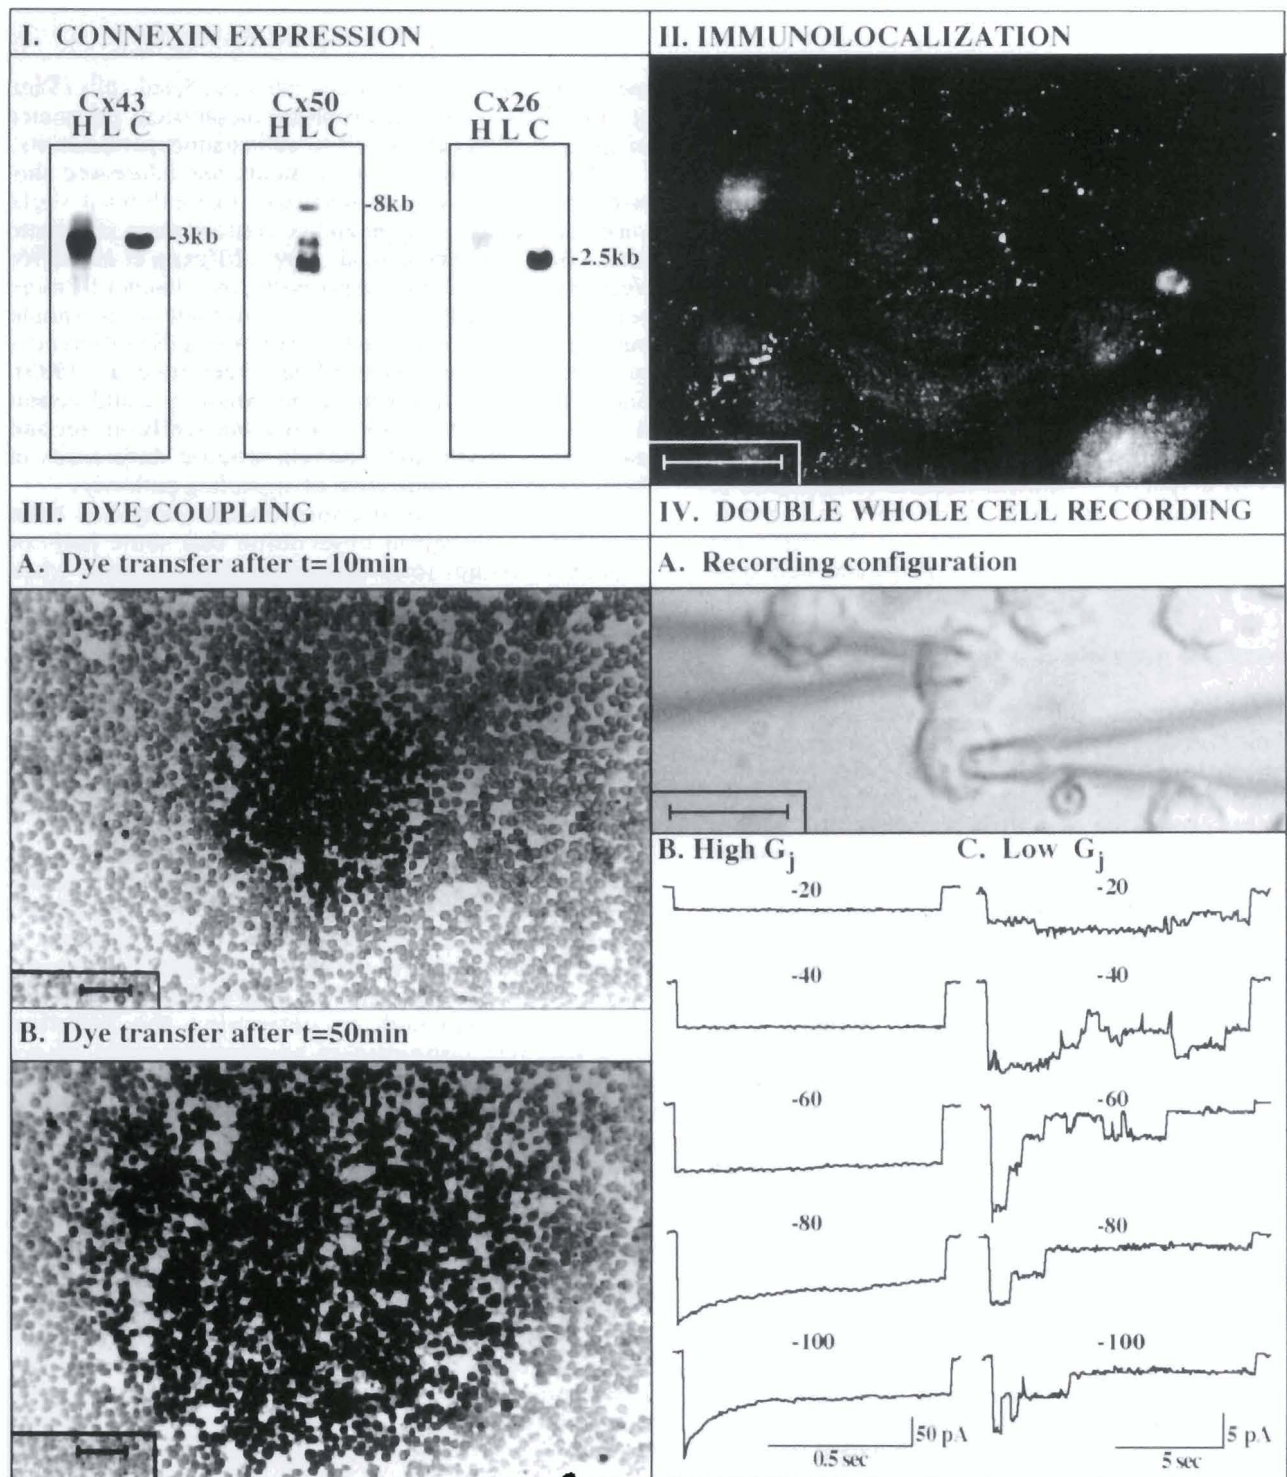 I. CONNEXIN EXPRESSION
Cx43
H L C
-3kb
Cx50
H L C
-8kb
Cx26
H L C
-2.5kb
II. IMMUNOLOCALIZATION
III. DYE COUPLING
A. Dye transfer after t=10min
B. Dye transfer after t=50min
IV. DOUBLE WHOLE CELL RECORDING
A. Recording configuration
B. High Gj
-20
-40
-60
-80
-100
50 pA
0.5 sec
C. Low Gj
-20
-40
-60
-80
-100
5 pA
5 sec